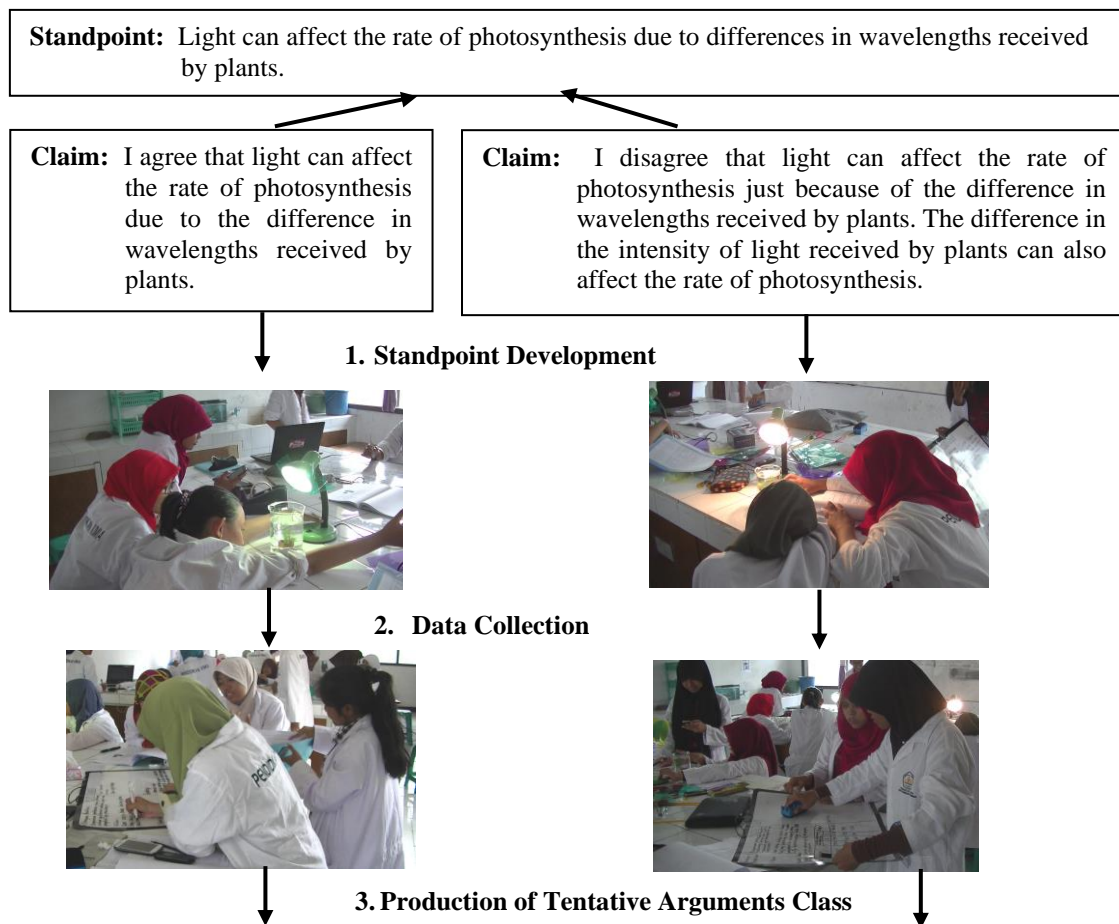 Standpoint: Light can affect the rate of photosynthesis due to differences in wavelengths received
by plants.
Claim: I agree that light can affect
the rate of photosynthesis
due to the difference in
wavelengths received by
plants.
Claim: I disagree that light can affect the rate of
photosynthesis just because of the difference in
wavelengths received by plants. The difference in
the intensity of light received by plants can also
affect the rate of photosynthesis.
1. Standpoint Development
2. Data Collection
3. Production of Tentative Arguments Class